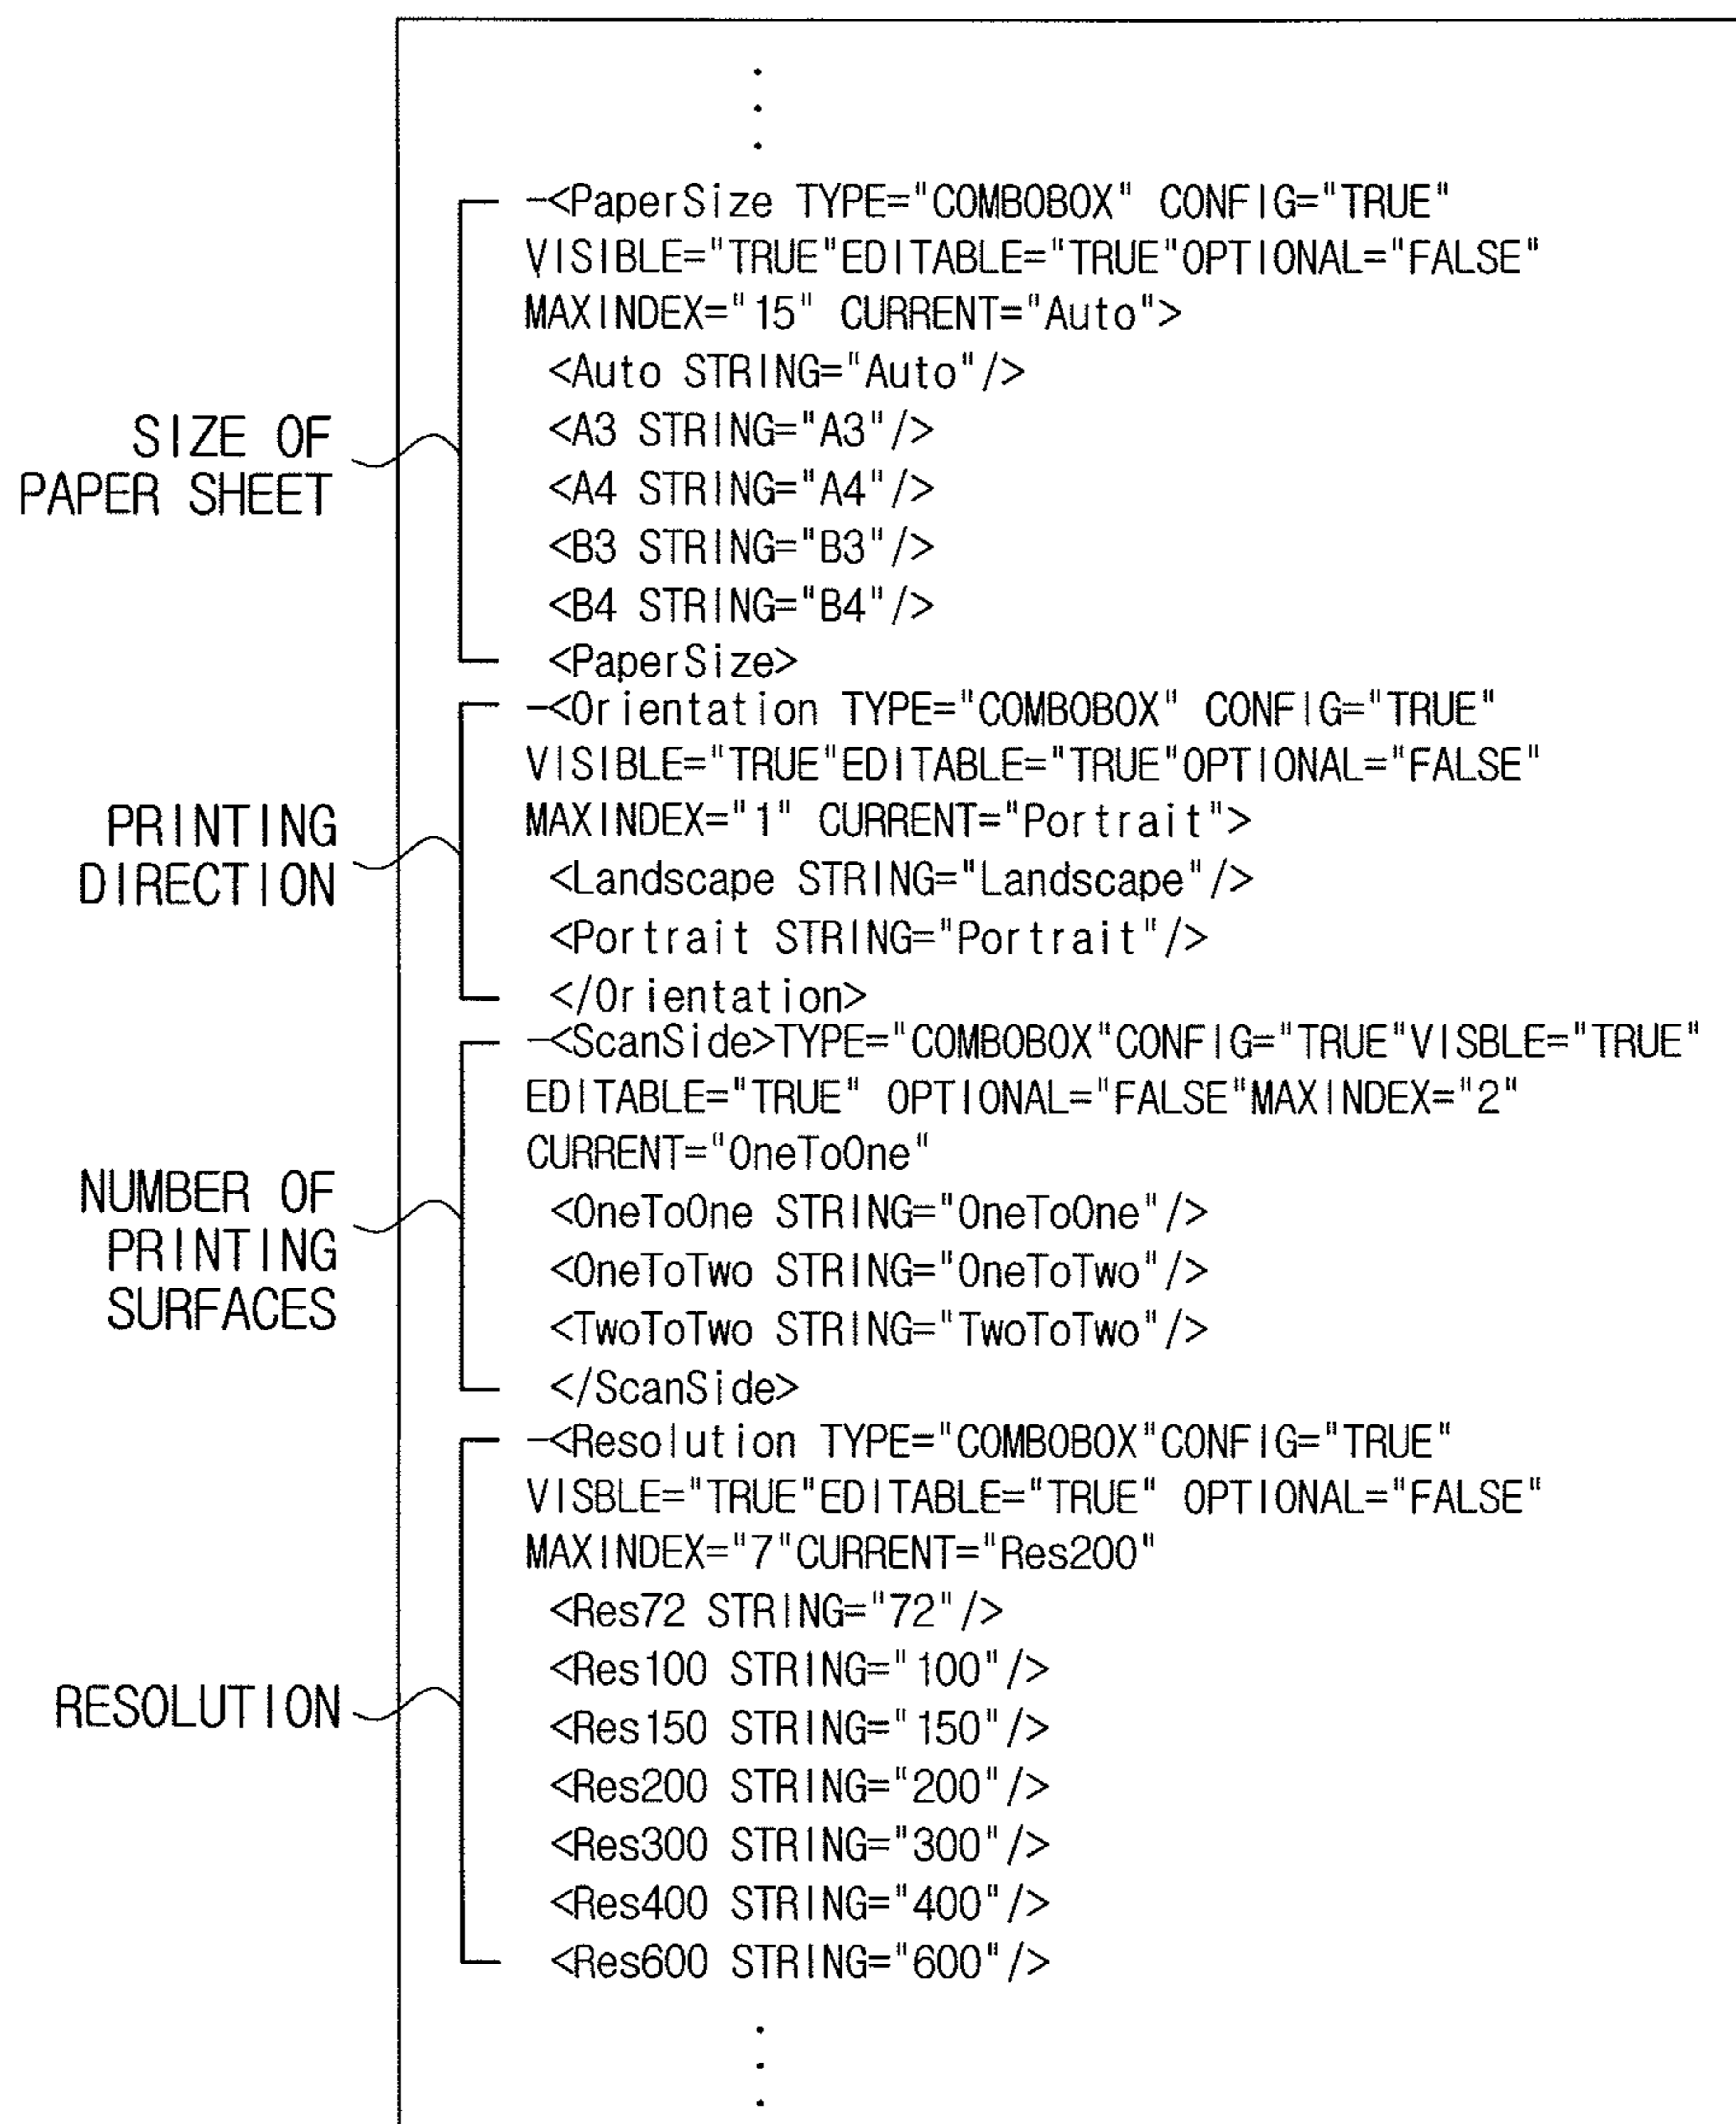 -<PaperSize TYPE="COMBOBOX" CONFIG="TRUE"
VISIBLE="TRUE"EDITABLE="TRUE"OPTIONAL="FALSE"
MAXINDEX="15" CURRENT="Auto">
<Auto STRING="Auto"/>
<A3 STRING="A3"/>
<A4 STRING="A4"/>
<B3 STRING="B3"/>
<B4 STRING="B4"/>
<PaperSize>
SIZE OF
PAPER SHEET
-<Orientation TYPE="COMBOBOX" CONFIG="TRUE"
VISIBLE="TRUE"EDITABLE="TRUE"OPTIONAL="FALSE"
MAXINDEX="1" CURRENT="Portrait">
<Landscape STRING="Landscape"/>
<Portrait STRING="Portrait"/>
</Orientation>
PRINTING
DIRECTION
-<ScanSide>TYPE="COMBOBOX"CONFIG="TRUE"VISBLE="TRUE"
EDITABLE="TRUE" OPTIONAL="FALSE"MAXINDEX="2"
CURRENT="OneToOne"
<OneToOne STRING="OneToOne"/>
<OneToTwo STRING="OneToTwo"/>
<TwoToTwo STRING="TwoToTwo"/>
</ScanSide>
NUMBER OF
PRINTING
SURFACES
-<Resolution TYPE="COMBOBOX"CONFIG="TRUE"
VISBLE="TRUE"EDITABLE="TRUE" OPTIONAL="FALSE"
MAXINDEX="7"CURRENT="Res200"
<Res72 STRING="72"/>
<Res100 STRING="100"/>
<Res150 STRING="150"/>
<Res200 STRING="200"/>
<Res300 STRING="300"/>
<Res400 STRING="400"/>
<Res600 STRING="600"/>
RESOLUTION